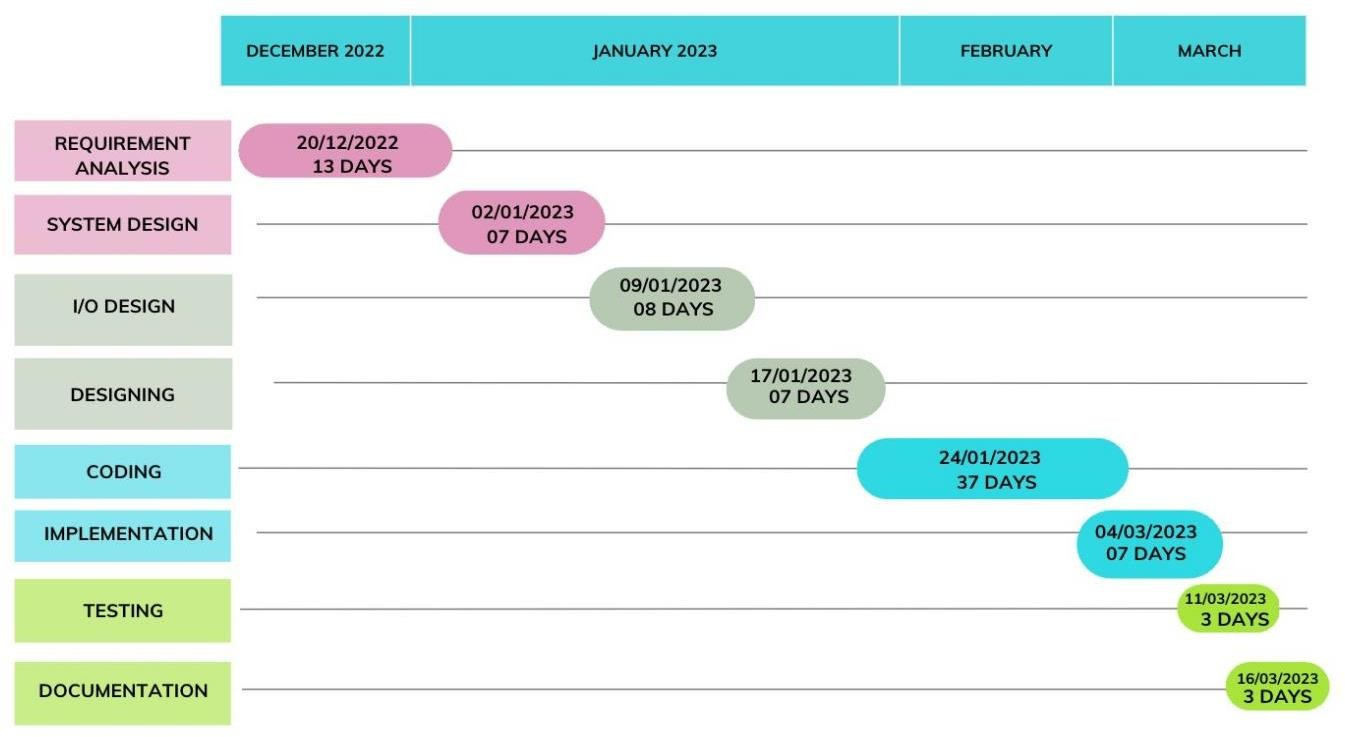 DECEMBER 2022
JANUARY 2023
FEBRUARY
MARCH
REQUIREMENT
ANALYSIS
20/12/2022
13 DAYS
SYSTEM DESIGN
02/01/2023
07 DAYS
I/O DESIGN
09/01/2023
08 DAYS
DESIGNING
17/01/2023
07 DAYS
CODING
24/01/2023
37 DAYS
IMPLEMENTATION
04/03/2023
07 DAYS
TESTING
11/03/2023
3 DAYS
DOCUMENTATION
16/03/2023
3 DAYS